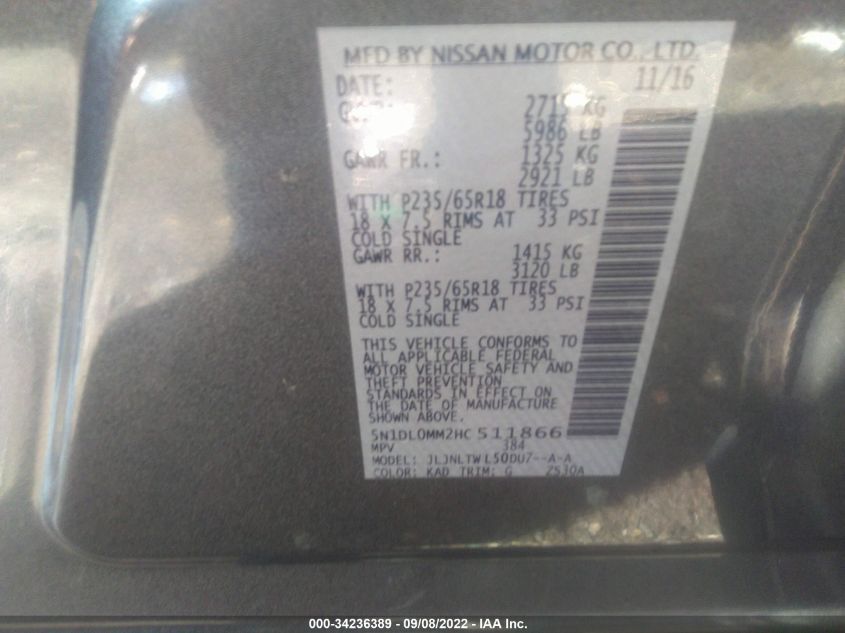 MFD BY NISSAN MOTOR CO., LTD.
DATE: 11/16
2715 KG
5986 LB
GAWR FR.: 1325 KG
2921 LB
WITH P235/65R18 TIRES
18 X 7.5 RIMS AT 33 PSI
COLD SINGLE
GAWR RR.: 1415 KG
3120 LB
WITH P235/65R18 TIRES
18 X 7.5 RIMS AT 33 PSI
COLD SINGLE
THIS VEHICLE CONFORMS TO
ALL APPLICABLE FEDERAL
MOTOR VEHICLE SAFETY AND
THEFT PREVENTION
STANDARDS IN EFFECT ON
THE DATE OF MANUFACTURE
SHOWN ABOVE.
5N1DL0MM2HC 511866
MPV 384
MODEL: JLJNLTW L50DU7--A-A
COLOR: KAD TRIM: G ZS30A
000-34236389 - 09/08/2022 - IAA Inc.